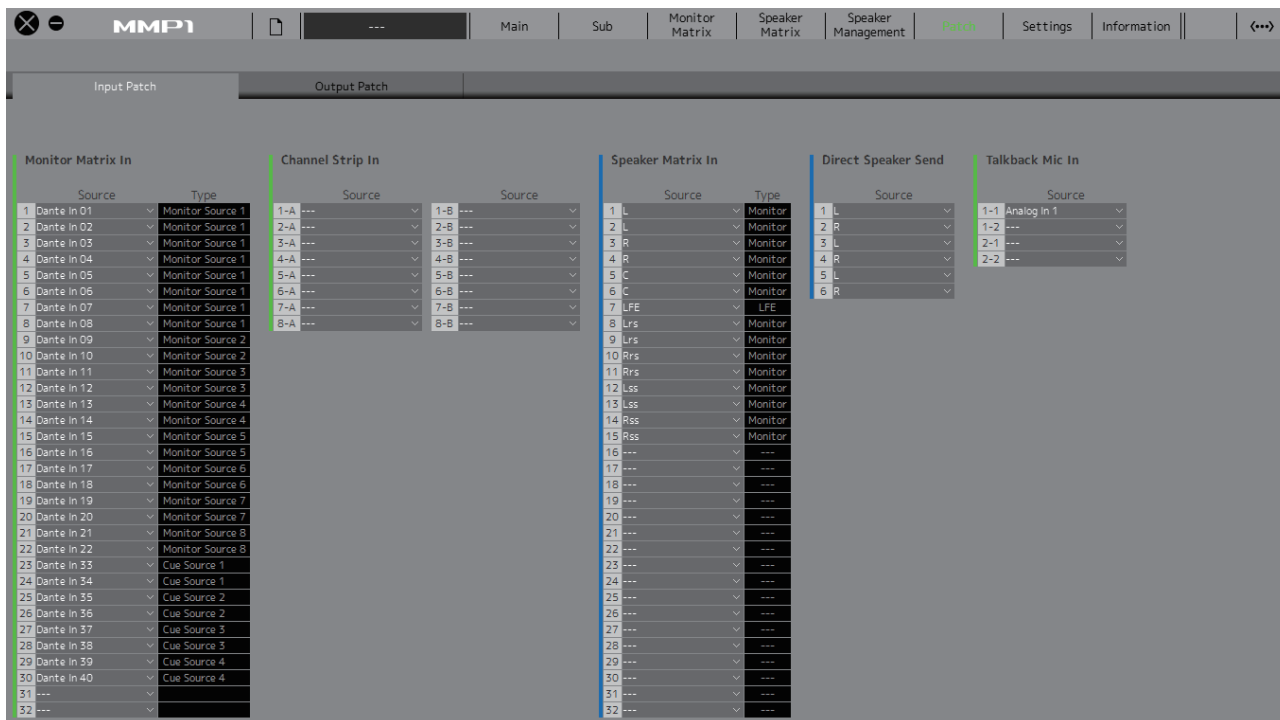 MMP1 --- Main Sub Monitor Matrix Speaker Matrix Speaker Management Patch Settings Information
Input Patch Output Patch
Monitor Matrix In Channel Strip In Speaker Matrix In Direct Speaker Send Talkback Mic In
Source Type Source Source Source Type Source Source
1 Dante In 01 Monitor Source 1 1-A --- 1-B --- 1 L Monitor 1 L 1-1 Analog In 1
2 Dante In 02 Monitor Source 1 2-A --- 2-B --- 2 L Monitor 2 R 1-2 ---
3 Dante In 03 Monitor Source 1 3-A --- 3-B --- 3 R Monitor 3 L 2-1 ---
4 Dante In 04 Monitor Source 1 4-A --- 4-B --- 4 R Monitor 4 R 2-2 ---
5 Dante In 05 Monitor Source 1 5-A --- 5-B --- 5 C Monitor 5 L
6 Dante In 06 Monitor Source 1 6-A --- 6-B --- 6 C Monitor 6 R
7 Dante In 07 Monitor Source 1 7-A --- 7-B --- 7 LFE LFE
8 Dante In 08 Monitor Source 1 8-A --- 8-B --- 8 Lrs Monitor
9 Dante In 09 Monitor Source 2 9 Lrs Monitor
10 Dante In 10 Monitor Source 2 10 Rrs Monitor
11 Dante In 11 Monitor Source 3 11 Rrs Monitor
12 Dante In 12 Monitor Source 3 12 Lss Monitor
13 Dante In 13 Monitor Source 4 13 Lss Monitor
14 Dante In 14 Monitor Source 4 14 Rss Monitor
15 Dante In 15 Monitor Source 5 15 Rss Monitor
16 Dante In 16 Monitor Source 5 16 --- ---
17 Dante In 17 Monitor Source 6 17 --- ---
18 Dante In 18 Monitor Source 6 18 --- ---
19 Dante In 19 Monitor Source 7 19 --- ---
20 Dante In 20 Monitor Source 7 20 --- ---
21 Dante In 21 Monitor Source 8 21 --- ---
22 Dante In 22 Monitor Source 8 22 --- ---
23 Dante In 33 Cue Source 1 23 --- ---
24 Dante In 34 Cue Source 1 24 --- ---
25 Dante In 35 Cue Source 2 25 --- ---
26 Dante In 36 Cue Source 2 26 --- ---
27 Dante In 37 Cue Source 3 27 --- ---
28 Dante In 38 Cue Source 3 28 --- ---
29 Dante In 39 Cue Source 4 29 --- ---
30 Dante In 40 Cue Source 4 30 --- ---
31 --- 31 --- ---
32 --- 32 --- ---